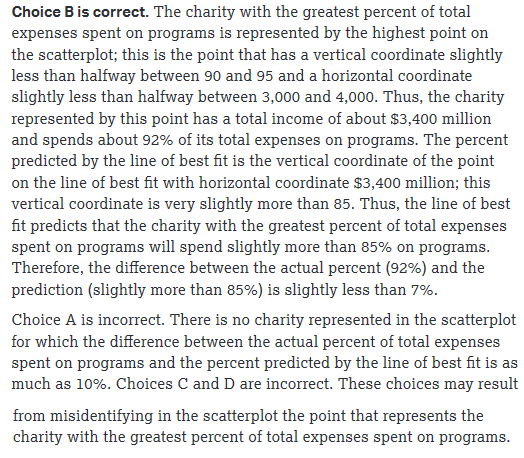 Choice B is correct. The charity with the greatest percent of total
expenses spent on programs is represented by the highest point on
the scatterplot; this is the point that has a vertical coordinate slightly
less than halfway between 90 and 95 and a horizontal coordinate
slightly less than halfway between 3,000 and 4,000. Thus, the charity
represented by this point has a total income of about $3,400 million
and spends about 92% of its total expenses on programs. The percent
predicted by the line of best fit is the vertical coordinate of the point
on the line of best fit with horizontal coordinate $3,400 million; this
vertical coordinate is very slightly more than 85. Thus, the line of best
fit predicts that the charity with the greatest percent of total expenses
spent on programs will spend slightly more than 85% on programs.
Therefore, the difference between the actual percent (92%) and the
prediction (slightly more than 85%) is slightly less than 7%.
Choice A is incorrect. There is no charity represented in the scatterplot
for which the difference between the actual percent of total expenses
spent on programs and the percent predicted by the line of best fit is as
much as 10%. Choices C and D are incorrect. These choices may result
from misidentifying in the scatterplot the point that represents the
charity with the greatest percent of total expenses spent on programs.